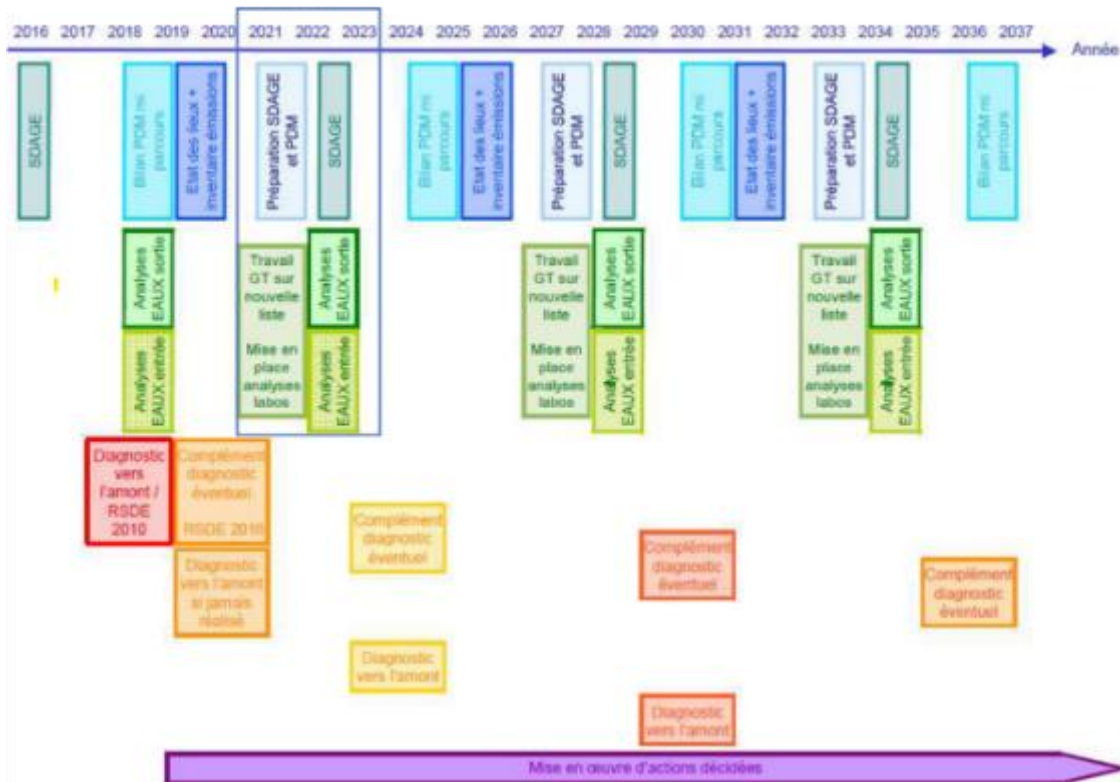 2016 2017 2018 2019 2020 2021 2022 2023 2024 2025 2026 2027 2028 2029 2030 2031 2032 2033 2034 2035 2036 2037
Année
SDAGE
Bilan PDM mi
parcours
Etat des lieux +
inventaire émissions
Préparation SDAGE
et PDM
SDAGE
Bilan PDM mi
parcours
Etat des lieux +
inventaire émissions
Préparation SDAGE
et PDM
SDAGE
Bilan PDM mi
parcours
Etat des lieux +
inventaire émissions
Préparation SDAGE
et PDM
SDAGE
Bilan PDM mi
parcours
Analyses
EAUX sortie
Travail
GT sur
nouvelle
liste
Mise en
place
analyses
labos
Analyses
EAUX sortie
Travail
GT sur
nouvelle
liste
Mise en
place
analyses
labos
Analyses
EAUX sortie
Travail
GT sur
nouvelle
liste
Mise en
place
analyses
labos
Analyses
EAUX sortie
Analyses
EAUX entrée
Analyses
EAUX entrée
Analyses
EAUX entrée
Analyses
EAUX entrée
Diagnostic
vers
l'amont /
RSDE
2010
Complément
diagnostic
éventuel
RSDE 2016
Diagnostic
vers l'amont
si jamais
réalisé
Complément
diagnostic
éventuel
Complément
diagnostic
éventuel
Complément
diagnostic
éventuel
Diagnostic
vers l'amont
Diagnostic
vers l'amont
Mise en œuvre d'actions décidées